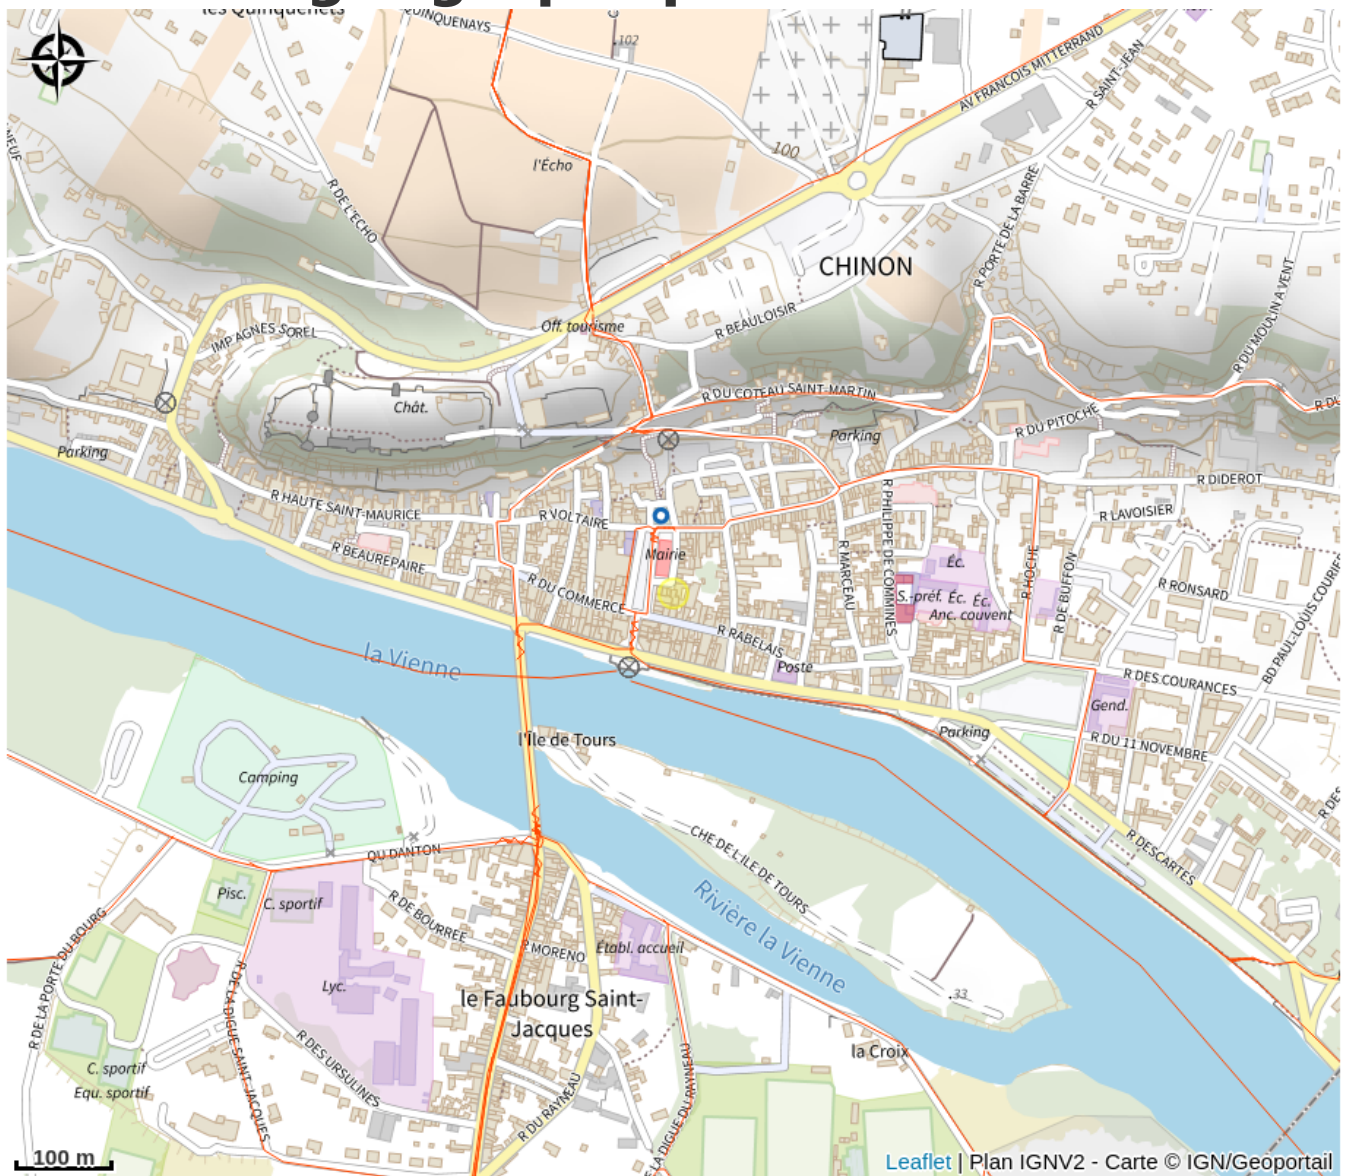 les Quinquenets
QUINQUENAYS
102
AV FRANCOIS MITTERRAND
R SAINT-JEAN
100
l'Écho
R DE L'ECHO
R PORTE DE LA BARRE
CHINON
R DU MOULIN A VENT
Off. tourisme
R BEAULOISIR
IMP AGNES SOREL
Chât.
R DU COTEAU SAINT-MARTIN
R DU PITOCHE
Parking
Parking
R DIDEROT
R HAUTE SAINT-MAURICE
R VOLTAIRE
R PHILIPPE DE COMMINES
R LAVOISIER
R BEAUREPAIRE
Mairie
R MARCEAU
Éc.
R HOCHE
R DE BUFFON
R RONSARD
R DU COMMERCE
S.-préf.
Éc.
Éc.
Anc. couvent
BD PAUL-LOUIS COURIER
R RABELAIS
la Vienne
Poste
R DES COURANCES
Gend.
l'Île de Tours
Parking
R DU 11 NOVEMBRE
Camping
CHE DE L'ILE DE TOURS
R DESCARTES
QU DANTON
Pisc.
C. sportif
R DE BOURREE
Rivière la Vienne
R DE LA PORTE DU BOURG
R MORENO
Établ. accueil
Lyc.
le Faubourg Saint-
Jacques
33
R DE LA DIGUE SAINT-JACQUES
R DES URSULINES
la Croix
C. sportif
Equ. sportif
R DU RAYNEAU
LA DIGUE DU RAYNEAU
100 m
Leaflet | Plan IGNV2 - Carte © IGN/Geoportail